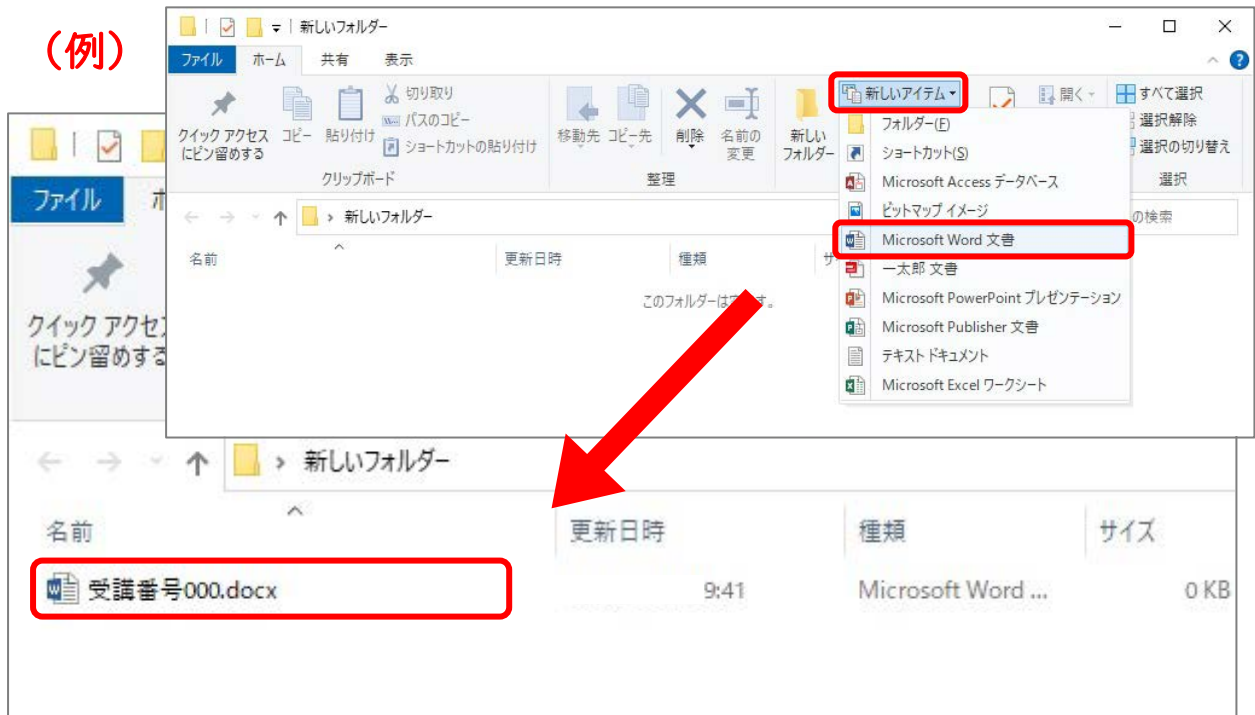 (例)
新しいフォルダー
ファイル ホーム 共有 表示
クイック アクセス
にピン留めする
コピー 貼り付け
切り取り
パスのコピー
ショートカットの貼り付け
クリップボード
移動先 コピー先 削除 名前の
変更
整理
新しい
フォルダー
新しいアイテム
開く
すべて選択
選択解除
選択の切り替え
選択
フォルダー(F)
ショートカット(S)
Microsoft Access データベース
ビットマップ イメージ
Microsoft Word 文書
一太郎 文書
Microsoft PowerPoint プレゼンテーション
Microsoft Publisher 文書
テキスト ドキュメント
Microsoft Excel ワークシート
新しいフォルダー
の検索
名前 更新日時 種類 サ
このフォルダーは
ファイル ホ
クイック アクセス
にピン留めする
新しいフォルダー
名前 更新日時 種類 サイズ
受講番号000.docx 9:41 Microsoft Word ... 0 KB